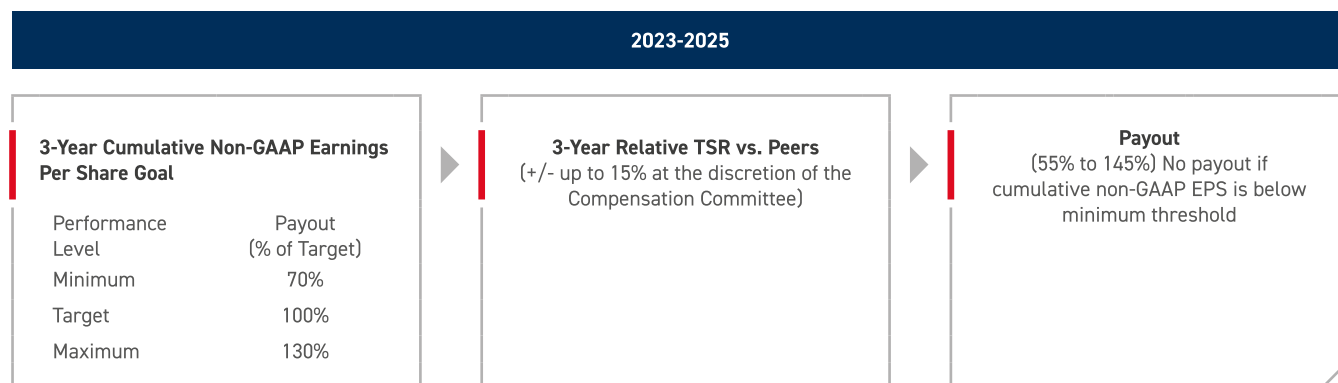 2023-2025
3-Year Cumulative Non-GAAP Earnings
Per Share Goal
Performance
Level
Payout
(% of Target)
Minimum 70%
Target 100%
Maximum 130%
3-Year Relative TSR vs. Peers
(+/- up to 15% at the discretion of the
Compensation Committee)
Payout
(55% to 145%) No payout if
cumulative non-GAAP EPS is below
minimum threshold